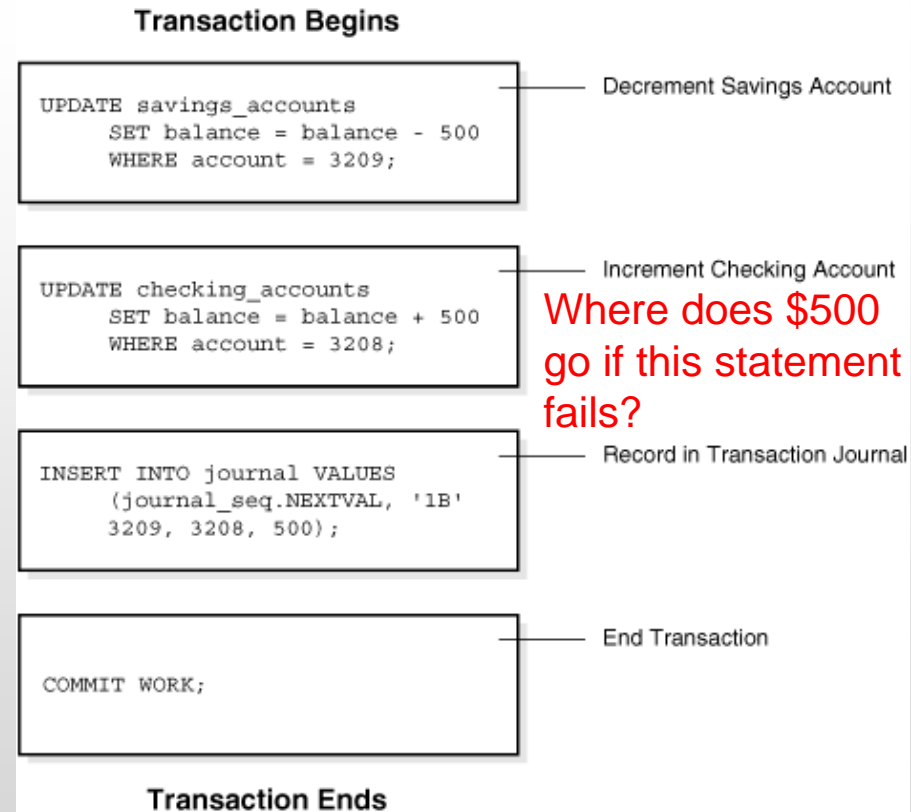 Transaction Begins
UPDATE savings_accounts
SET balance = balance - 500
WHERE account = 3209;
Decrement Savings Account
UPDATE checking_accounts
SET balance = balance + 500
WHERE account = 3208;
Increment Checking Account
Where does $500
go if this statement
fails?
INSERT INTO journal VALUES
(journal_seq.NEXTVAL, '1B'
3209, 3208, 500);
Record in Transaction Journal
COMMIT WORK;
End Transaction
Transaction Ends